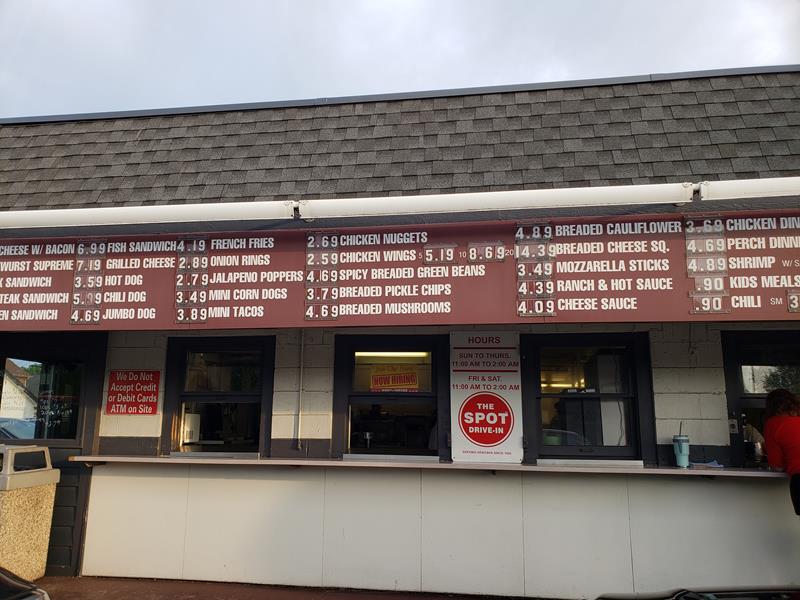 CHEESE W/ BACON 6.99 FISH SANDWICH 4.19 FRENCH FRIES 2.69 CHICKEN NUGGETS 4.89 BREADED CAULIFLOWER 3.69 CHICKEN DIN
WURST SUPREME 7.19 GRILLED CHEESE 2.89 ONION RINGS 2.59 CHICKEN WINGS 5 5.19 10 8.69 20 14.39 BREADED CHEESE SQ. 4.69 PERCH DINN
SANDWICH 3.59 HOT DOG 2.79 JALAPENO POPPERS 4.69 SPICY BREADED GREEN BEANS 3.49 MOZZARELLA STICKS 4.89 SHRIMP W/ S
TEAK SANDWICH 5.99 CHILI DOG 3.49 MINI CORN DOGS 3.79 BREADED PICKLE CHIPS 4.39 RANCH & HOT SAUCE .90 KIDS MEALS
EN SANDWICH 4.69 JUMBO DOG 3.89 MINI TACOS 4.69 BREADED MUSHROOMS 4.09 CHEESE SAUCE .90 CHILI SM
We Do NOT
Accept Credit
or Debit Cards
ATM on Site
NOW HIRING
HOURS
SUN TO THURS.
11:00 AM TO 2:00 AM
FRI & SAT.
11:00 AM TO 2:00 AM
THE
SPOT
DRIVE-IN